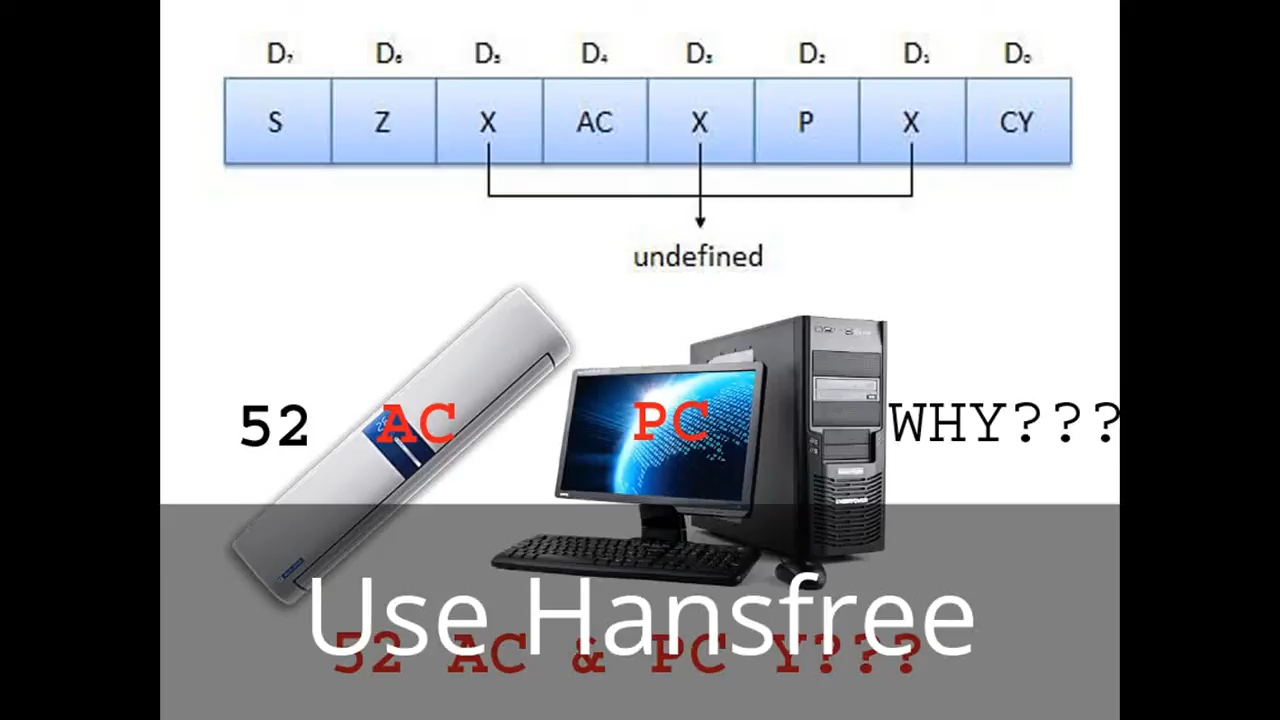 D₇ D₆ D₅ D₄ D₃ D₂ D₁ D₀
S Z X AC X P X CY
undefined
52 AC PC WHY???
Use Hansfree
52 AC & PC Y???